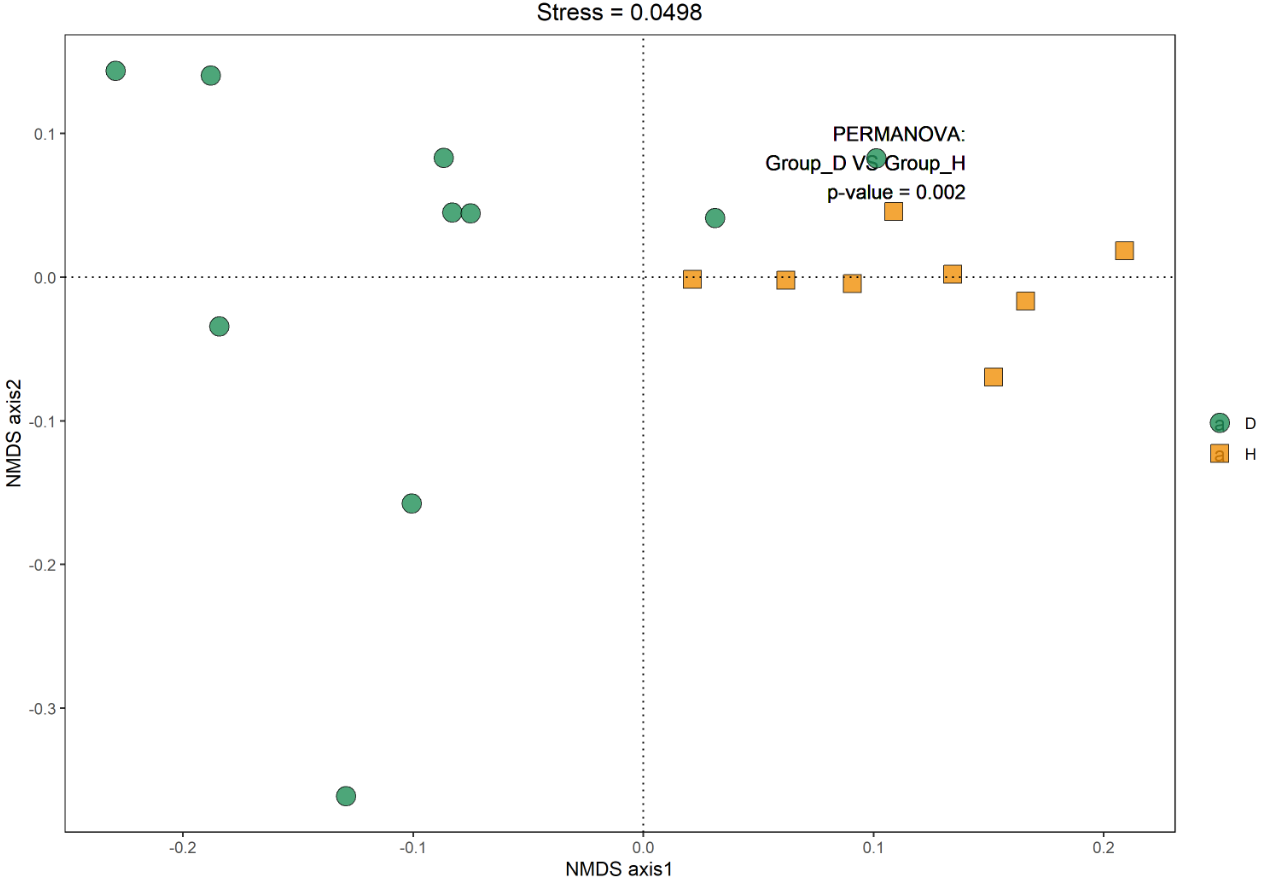 Stress = 0.0498
PERMANOVA:
Group_D VS Group_H
p-value = 0.002
0.1
0.0
-0.1
-0.2
-0.3
NMDS axis2
-0.2
-0.1
0.0
0.1
0.2
NMDS axis1
a D
a H